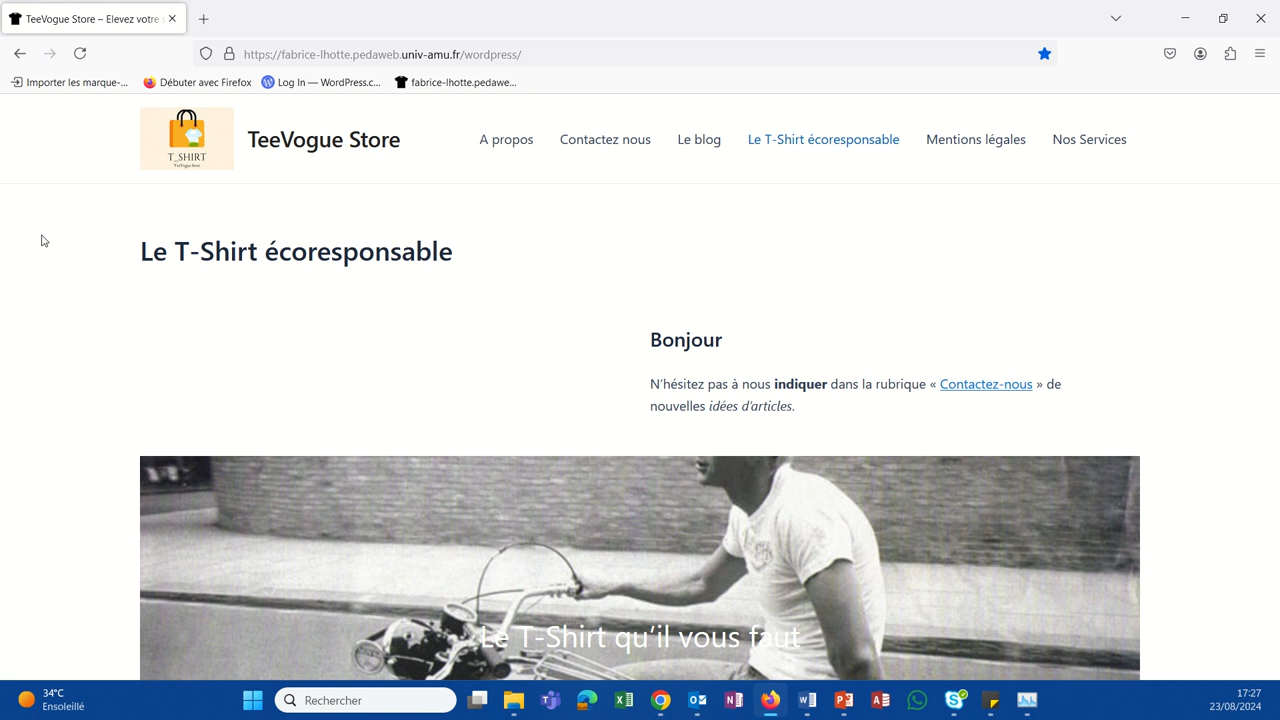 TeeVogue Store – Elevez votre s
https://fabrice-lhotte.pedaweb.univ-amu.fr/wordpress/
Importer les marque-...
Débuter avec Firefox
Log In — WordPress.c...
fabrice-lhotte.pedawe...
T_SHIRT
TeeVogue Store
TeeVogue Store
A propos
Contactez nous
Le blog
Le T-Shirt écoresponsable
Mentions légales
Nos Services
Le T-Shirt écoresponsable
Bonjour
N'hésitez pas à nous indiquer dans la rubrique « Contactez-nous » de
nouvelles idées d'articles.
Le T-Shirt qu'il vous faut
34°C
Ensoleillé
Rechercher
17:27
23/08/2024